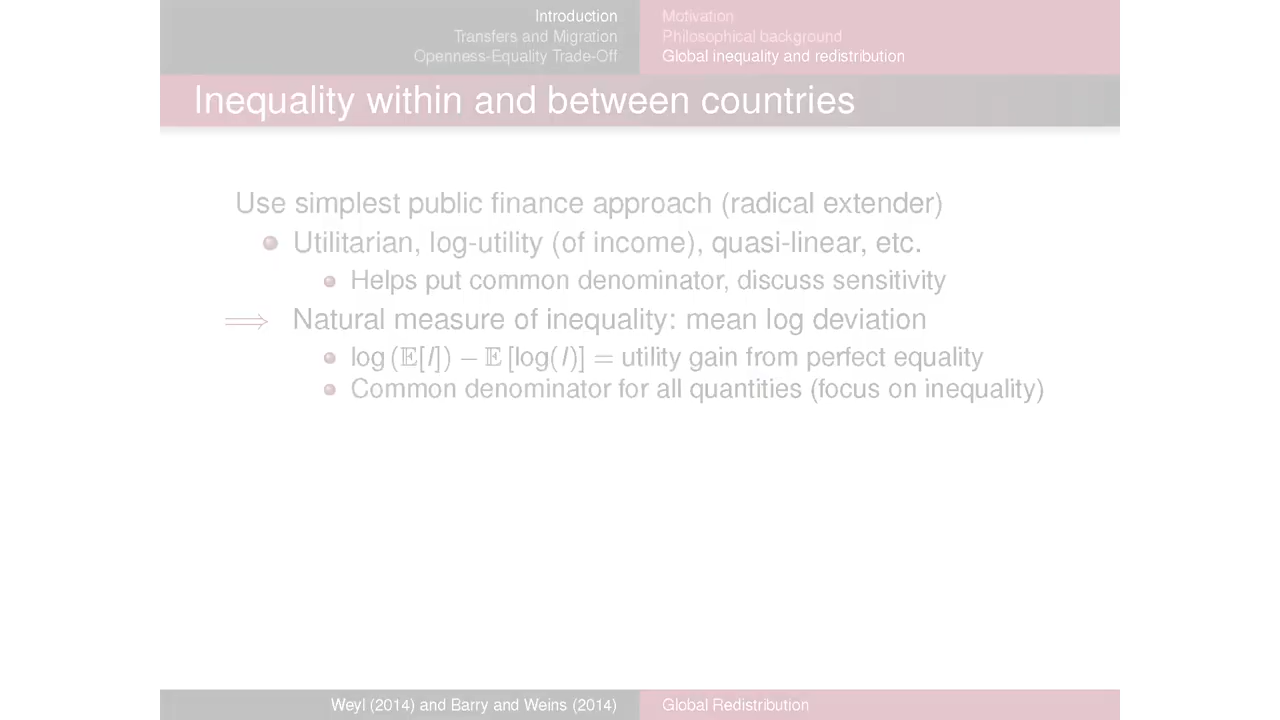 Introduction
Transfers and Migration
Openness-Equality Trade-Off
Motivation
Philosophical background
Global inequality and redistribution
Inequality within and between countries
Use simplest public finance approach (radical extender)
Utilitarian, log-utility (of income), quasi-linear, etc.
Helps put common denominator, discuss sensitivity
⟹ Natural measure of inequality: mean log deviation
log (𝔼[I]) − 𝔼 [log(I)] = utility gain from perfect equality
Common denominator for all quantities (focus on inequality)
Weyl (2014) and Barry and Weins (2014)
Global Redistribution